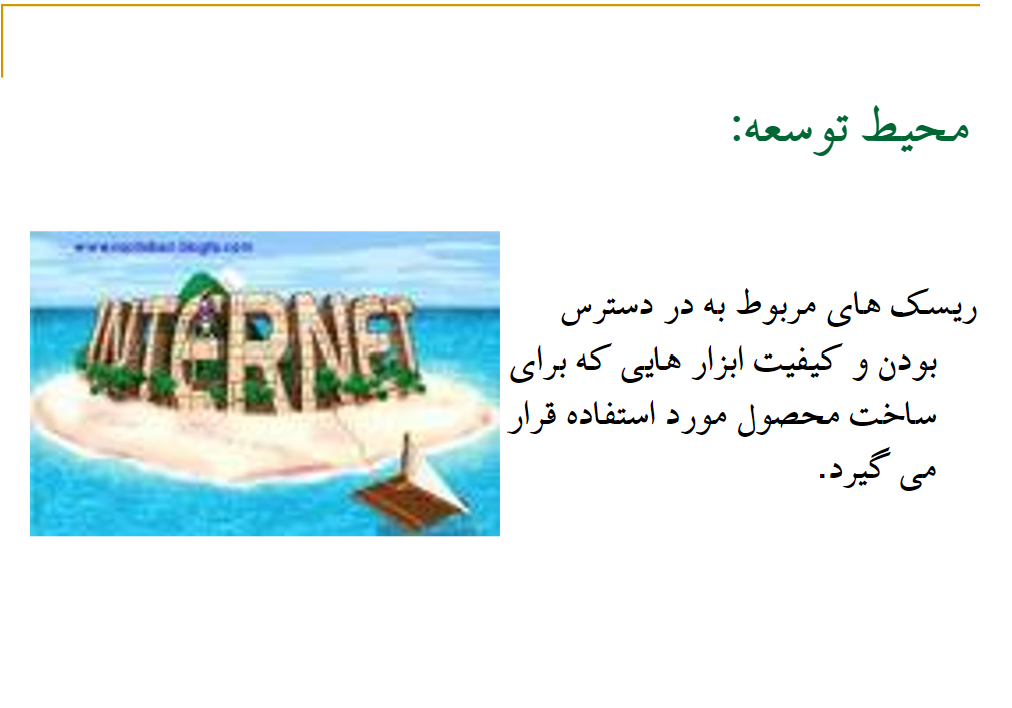 محیط توسعه:
ریسک های مربوط به در دسترس
بودن و کیفیت ابزار هایی که برای
ساخت محصول مورد استفاده قرار
می گیرد.
INTERNET